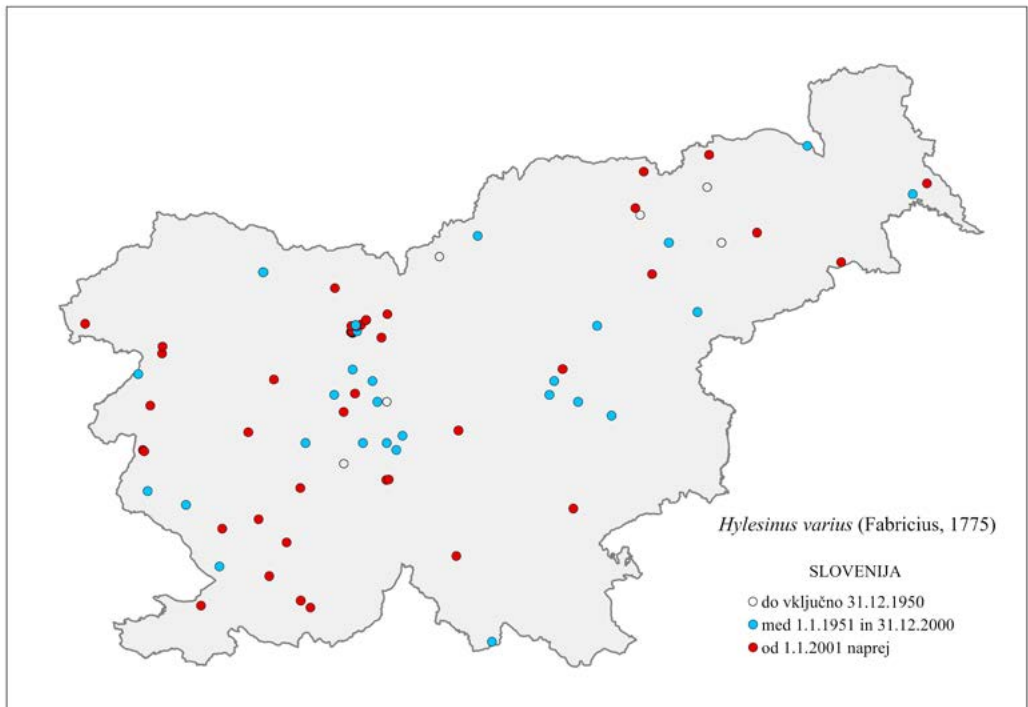 Hylesinus varius (Fabricius, 1775)
SLOVENIJA
do vključno 31.12.1950
med 1.1.1951 in 31.12.2000
od 1.1.2001 naprej